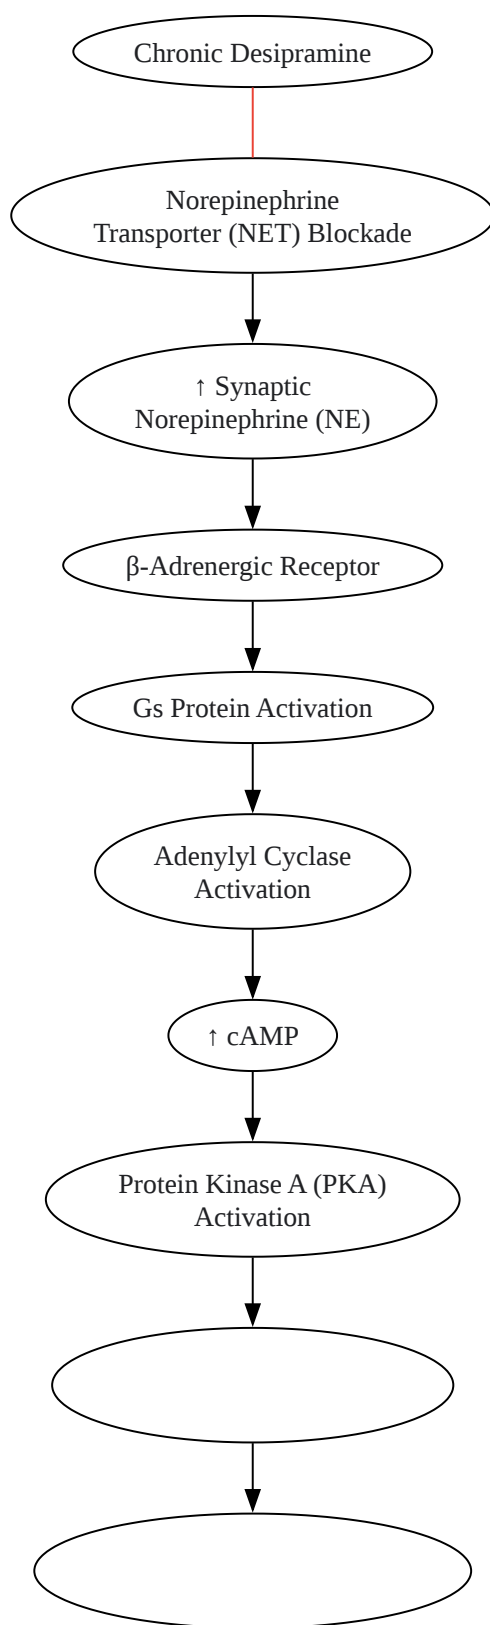 Chronic Desipramine
Norepinephrine
Transporter (NET) Blockade
↑ Synaptic
Norepinephrine (NE)
β-Adrenergic Receptor
Gs Protein Activation
Adenylyl Cyclase
Activation
↑ cAMP
Protein Kinase A (PKA)
Activation